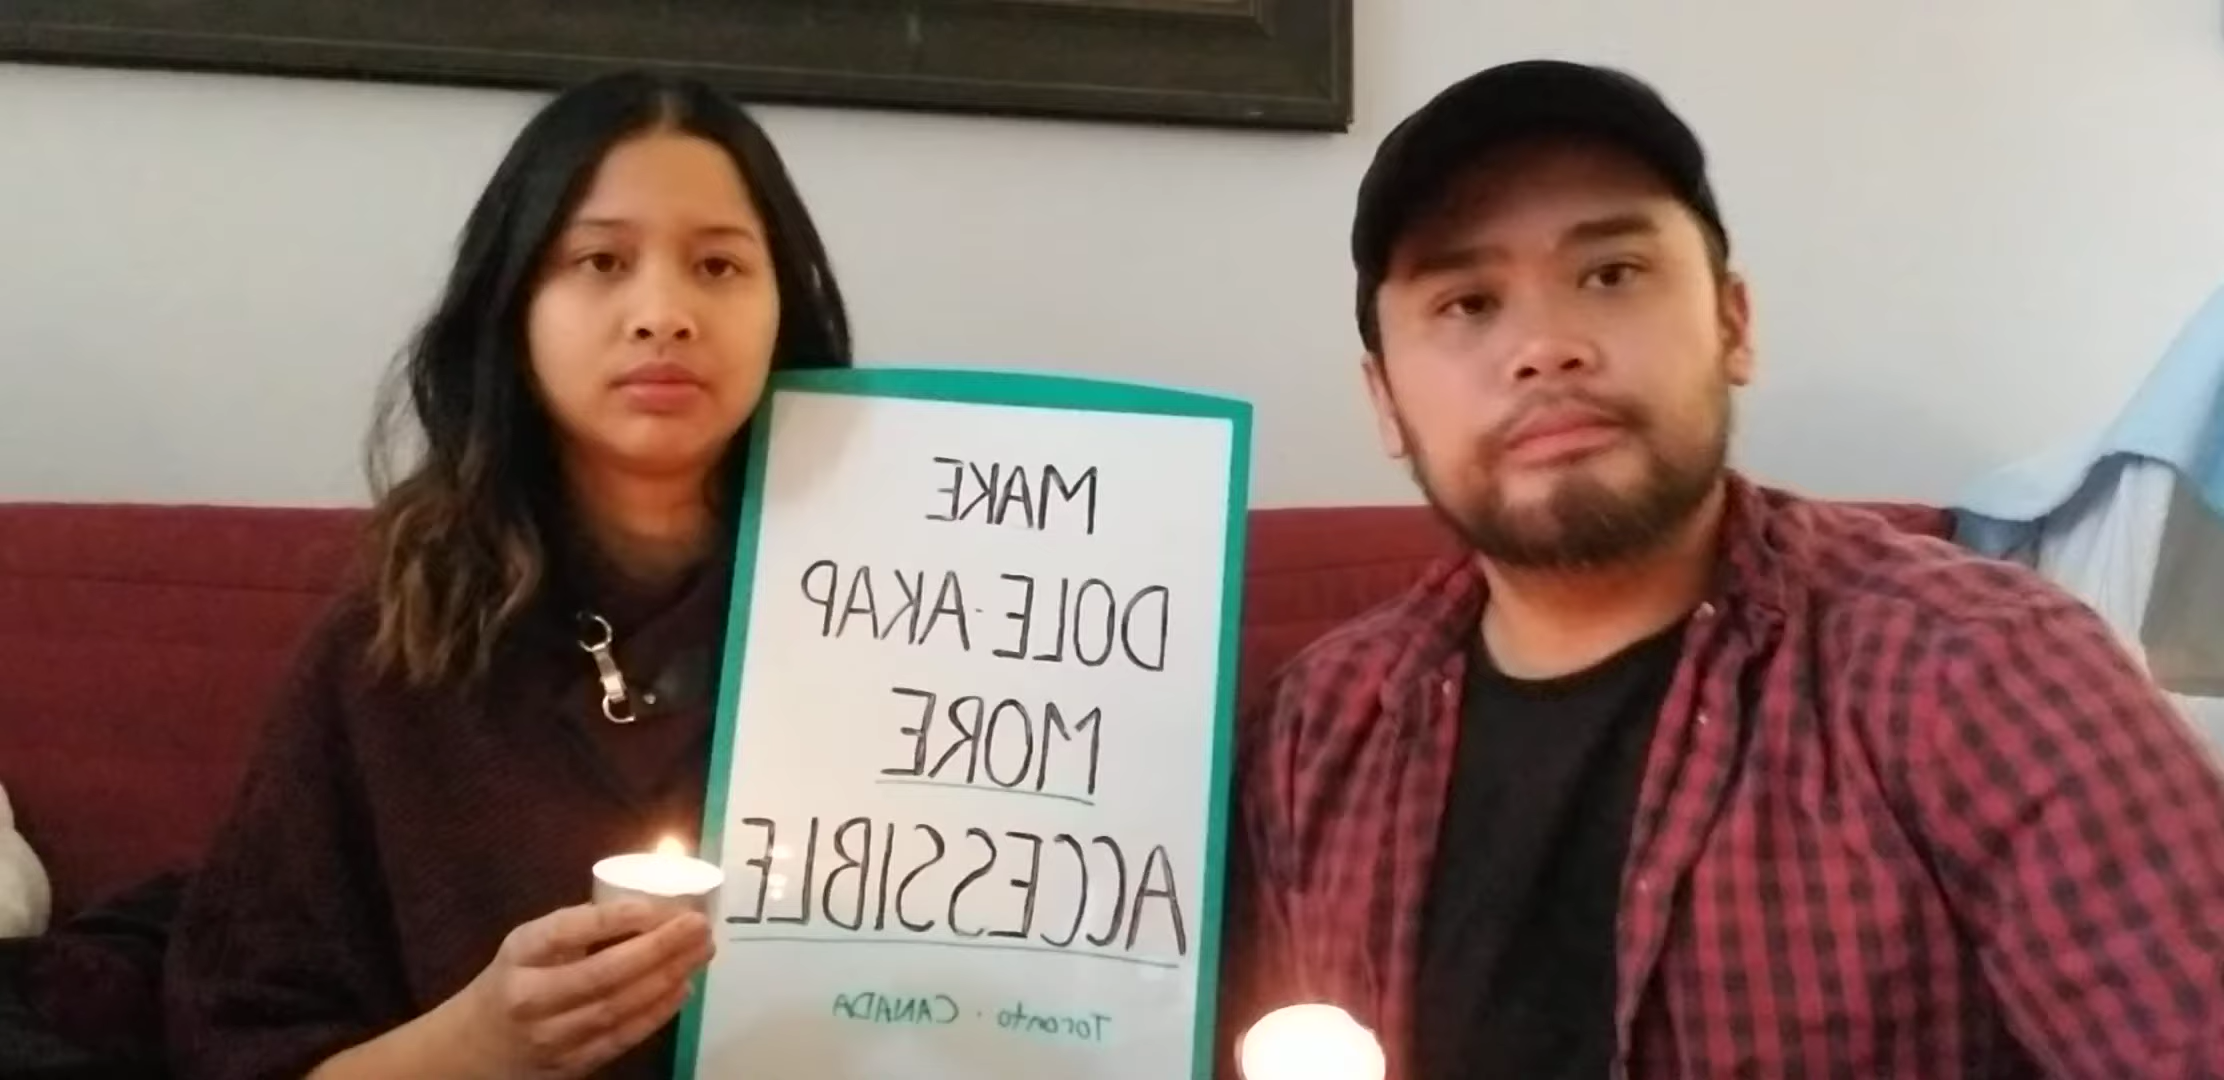 MAKE
DOLE-AKAP
MORE
ACCESSIBLE
Toronto · CANADA